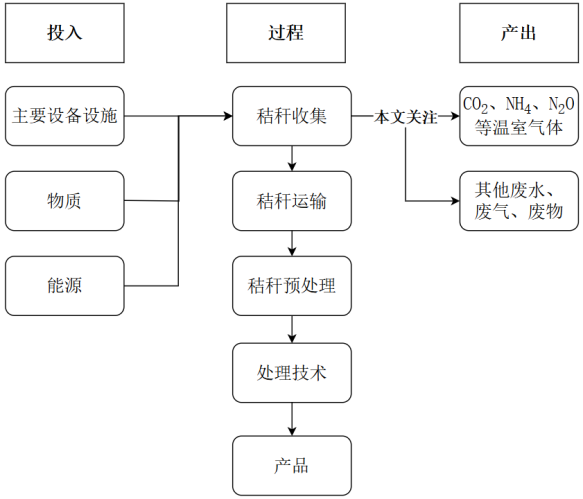 投入
过程
产出
主要设备设施
秸秆收集
本文关注
CO2、NH4、N2O
等温室气体
物质
秸秆运输
其他废水、
废气、废物
能源
秸秆预处理
处理技术
产品